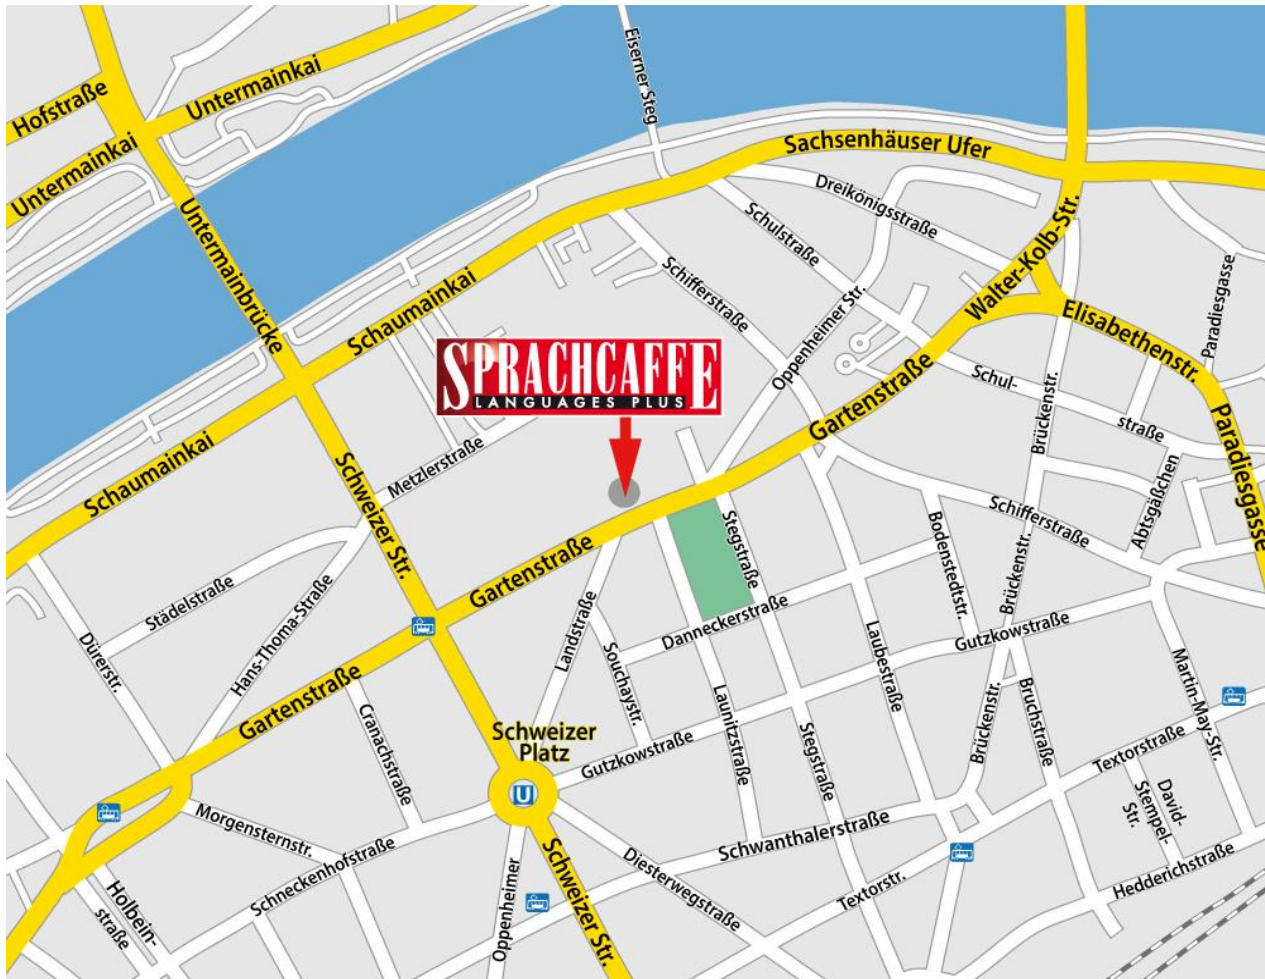 Hofstraße
Untermainkai
Untermainkai
Eiserner Steg
Sachsenhäuser Ufer
Dreikönigsstraße
Schulstraße
Walter-Kolb-Str.
Untermainbrücke
Schaumainkai
Schifferstraße
Oppenheimer Str.
Paradiesgasse
Elisabethenstr.
SPRACHCAFFE
LANGUAGES PLUS
Gartenstraße
Schul-
straße
Brückenstr.
Paradiesgasse
Schaumainkai
Schweizer Str.
Metzlerstraße
Abtsgäßchen
Schifferstraße
Gartenstraße
Stegstraße
Bodenstedtstr.
Brückenstr.
Städelstraße
Hans-Thoma-Straße
Landstraße
Danneckerstraße
Gutzkowstraße
Dürerstr.
Souchaystr.
Laubestraße
Gartenstraße
Cranachstraße
Launitzstraße
Brückenstr.
Bruchstraße
Martin-May-Str.
Schweizer
Platz
Gutzkowstraße
Stegstraße
Textorstraße
U
David-
Stempel-
Str.
Morgensternstr.
Schwanthalerstraße
Schneckenhofstraße
Schweizer Str.
Diesterwegstraße
Textorstr.
Hedderichstraße
Holbein-
straße
Oppenheimer